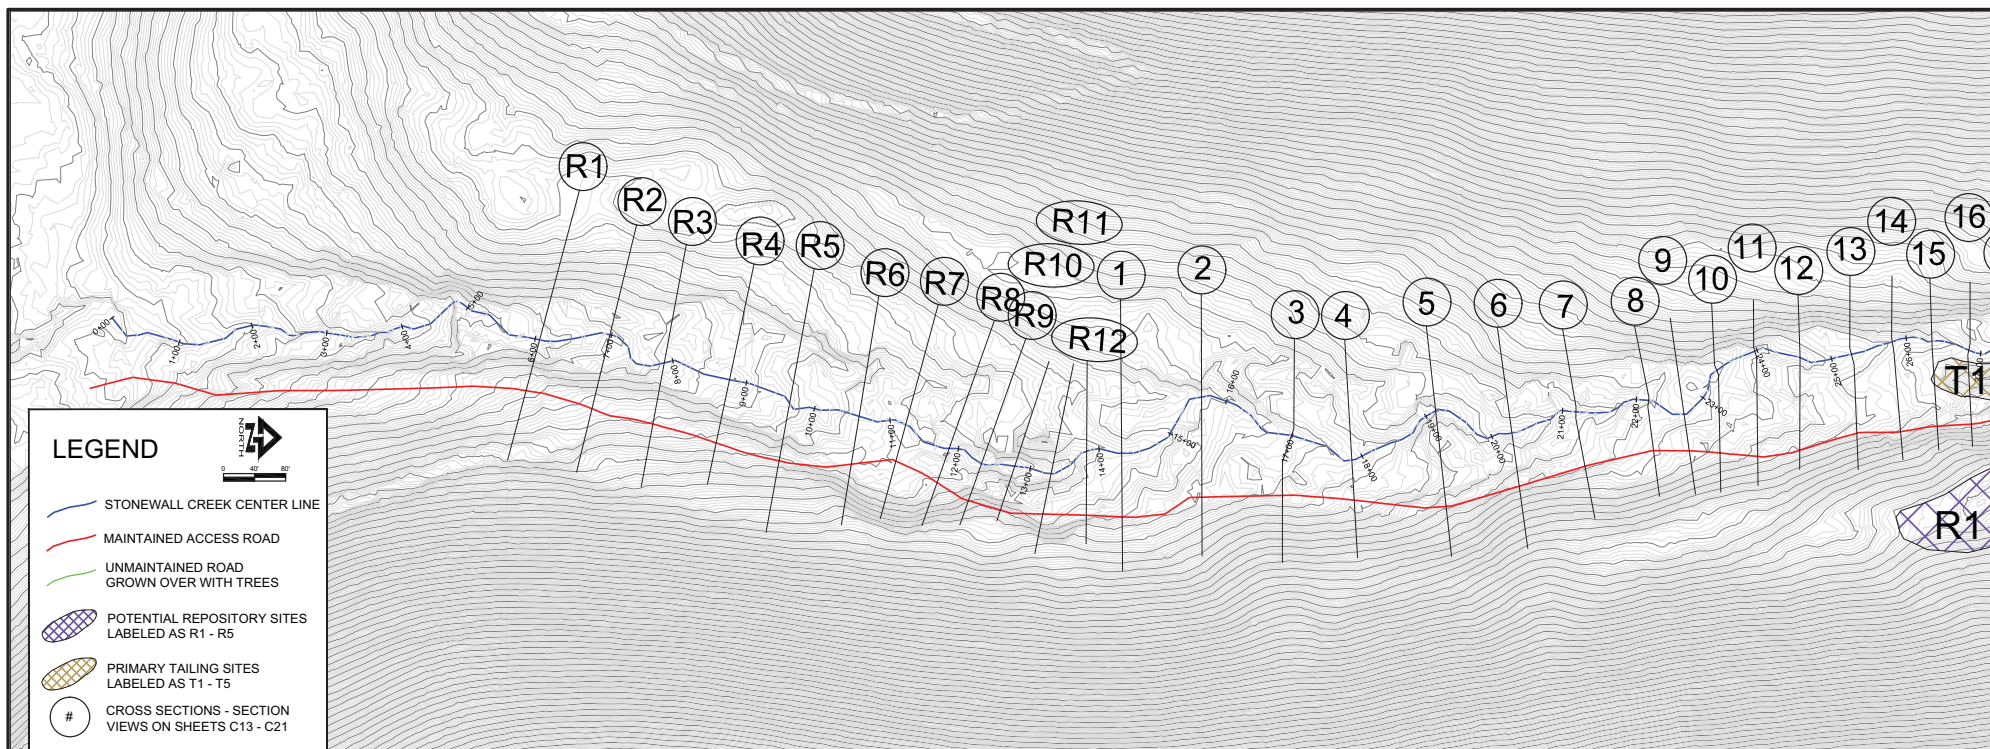 R1
R2
R3
R4
R5
R6
R7
R8
R9
R10
R11
R12
1
2
3
4
5
6
7
8
9
10
11
12
13
14
15
16
0+00
1+00
2+00
3+00
4+00
5+00
6+00
7+00
8+00
9+00
10+00
11+00
12+00
13+00
14+00
15+00
16+00
17+00
18+00
19+00
20+00
21+00
22+00
23+00
24+00
25+00
26+00
T1
R1
LEGEND
NORTH
0 40' 80'
STONEWALL CREEK CENTER LINE
MAINTAINED ACCESS ROAD
UNMAINTAINED ROAD
GROWN OVER WITH TREES
POTENTIAL REPOSITORY SITES
LABELED AS R1 - R5
PRIMARY TAILING SITES
LABELED AS T1 - T5
#
CROSS SECTIONS - SECTION
VIEWS ON SHEETS C13 - C21